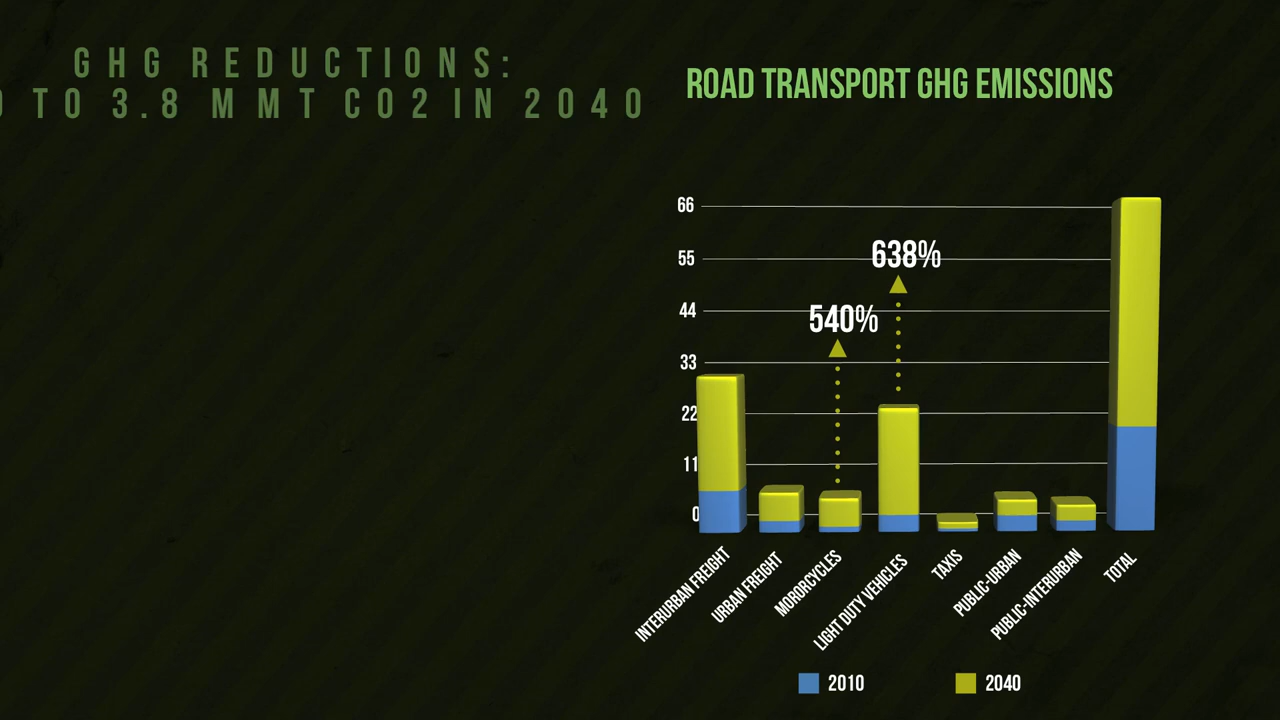 GHG REDUCTIONS:
TO 3.8 MMT CO2 IN 2040
ROAD TRANSPORT GHG EMISSIONS
66
55
44
33
22
11
0
638%
540%
INTERURBAN FREIGHT
URBAN FREIGHT
MORORCYCLES
LIGHT DUTY VEHICLES
TAXIS
PUBLIC-URBAN
PUBLIC-INTERURBAN
TOTAL
2010
2040